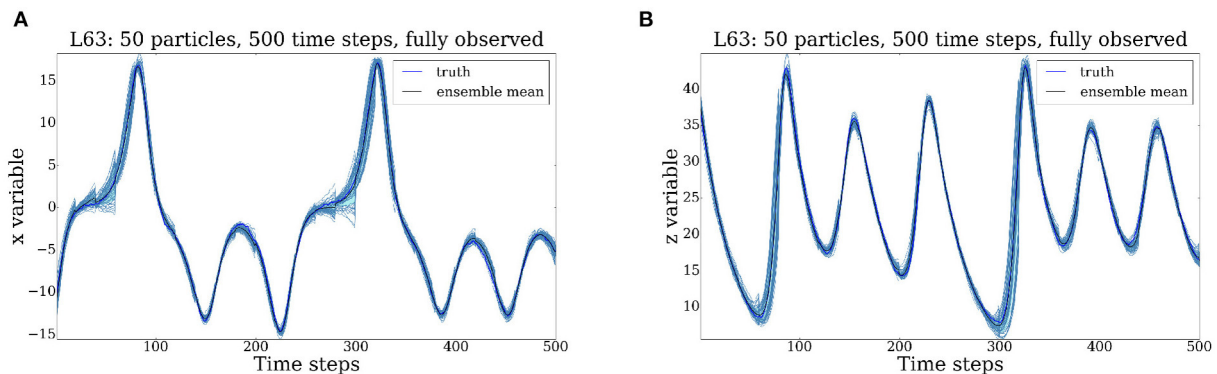 A
L63: 50 particles, 500 time steps, fully observed
truth
ensemble mean
x variable
15
10
5
0
−5
−10
−15
100
200
300
400
500
Time steps
B
L63: 50 particles, 500 time steps, fully observed
truth
ensemble mean
z variable
40
35
30
25
20
15
10
100
200
300
400
500
Time steps